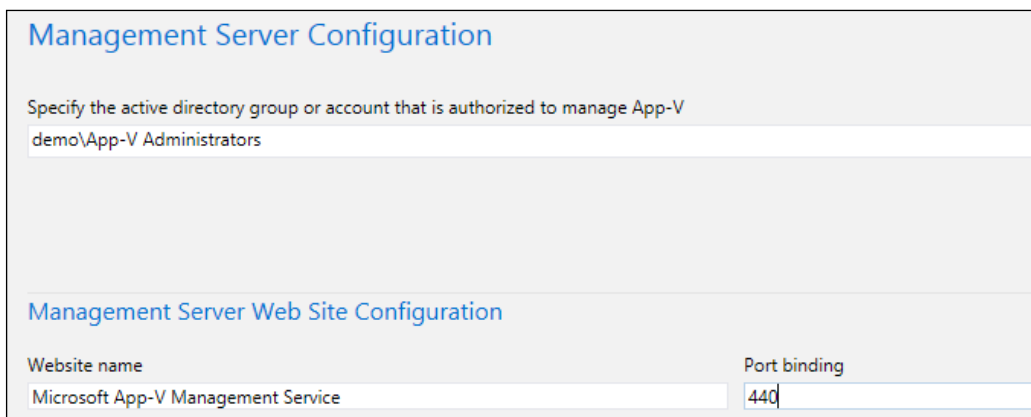 Management Server Configuration
Specify the active directory group or account that is authorized to manage App-V
demo\App-V Administrators
Management Server Web Site Configuration
Website name
Port binding
Microsoft App-V Management Service
440